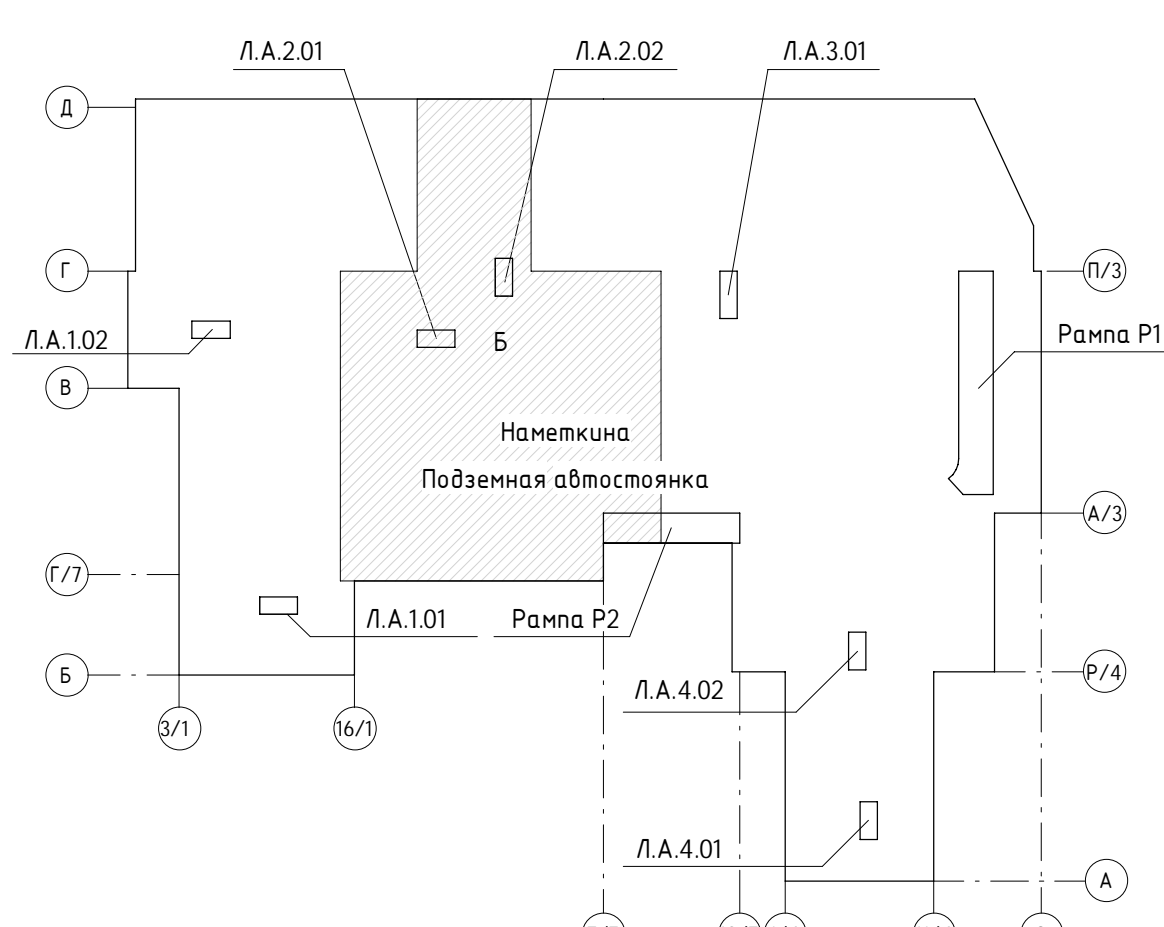 Л.А.2.01
Л.А.2.02
Л.А.3.01
Д
Г
П/3
Л.А.1.02
Б
Рампа Р1
В
Наметкина
Подземная автостоянка
А/3
Г/7
Л.А.1.01
Рампа Р2
Б
Р/4
Л.А.4.02
3/1
16/1
Л.А.4.01
А